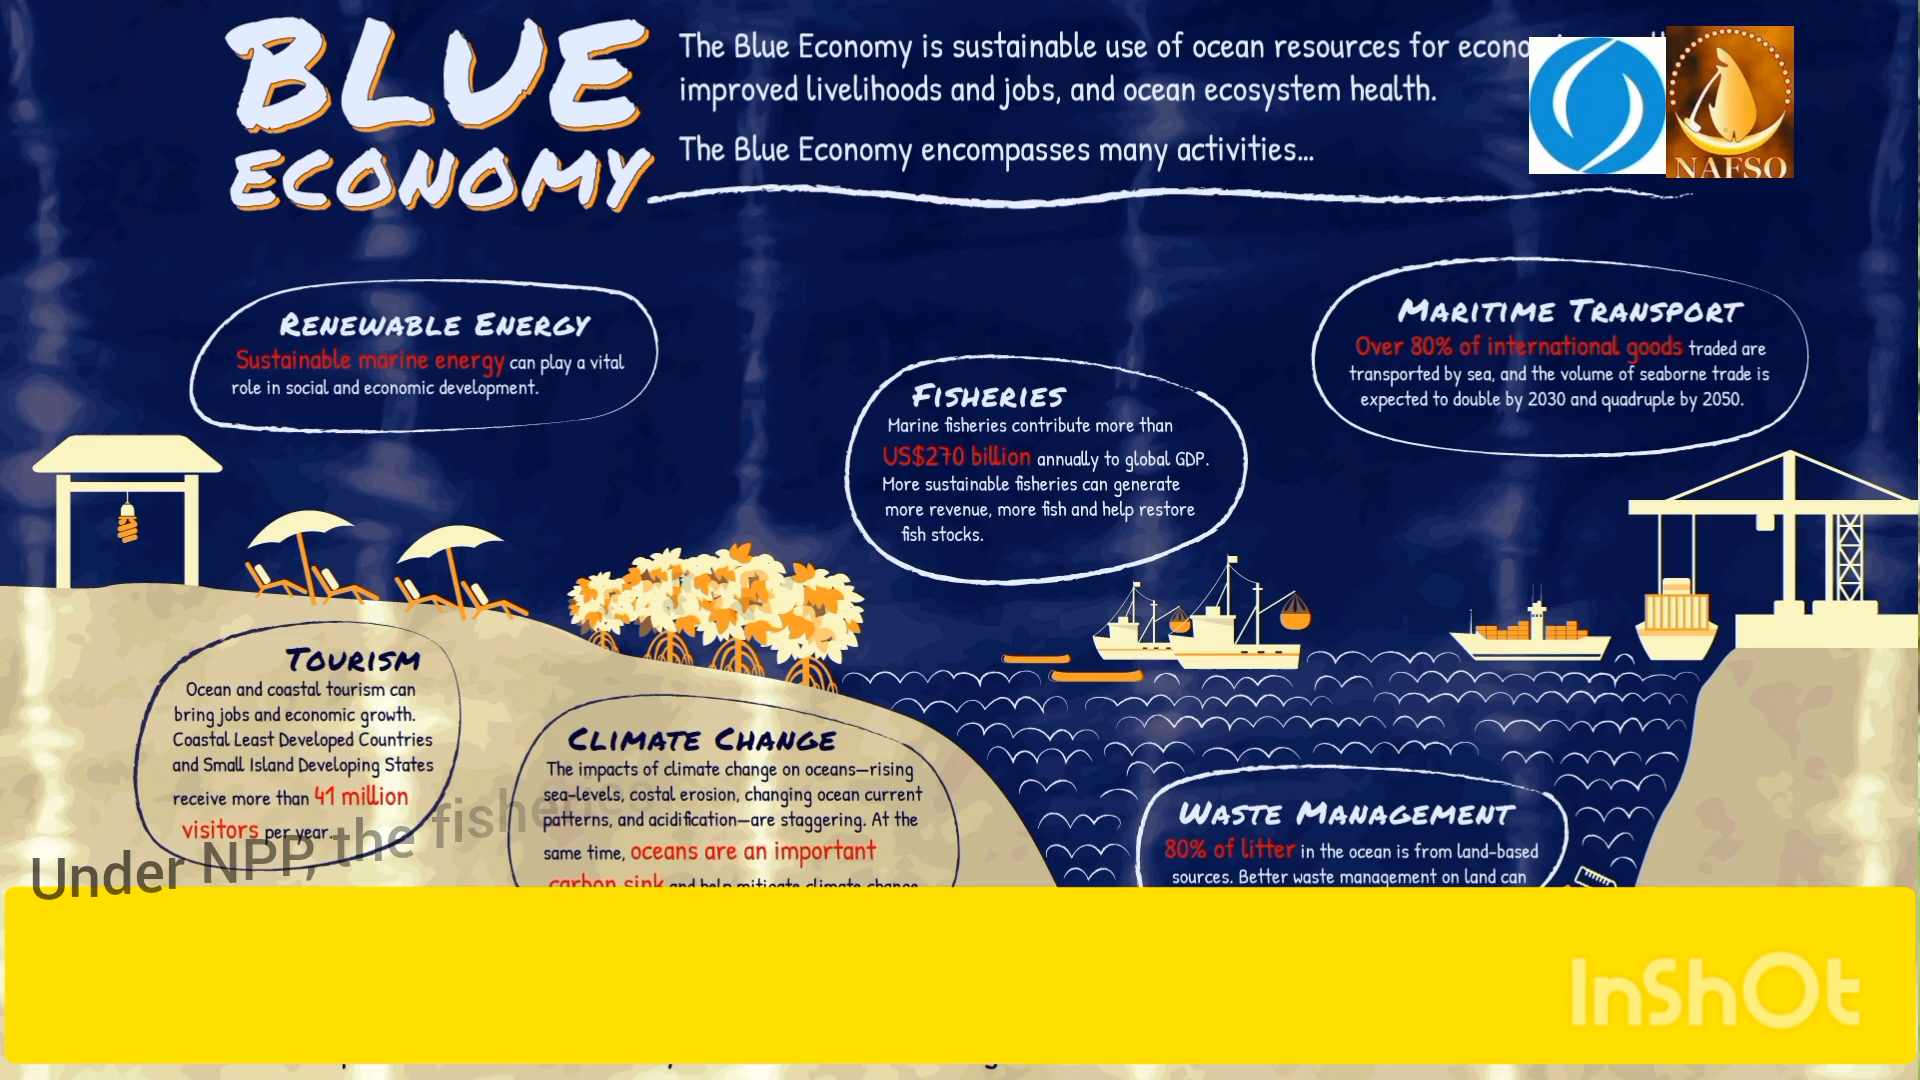 BLUE
ECONOMY
The Blue Economy is sustainable use of ocean resources for
improved livelihoods and jobs, and ocean ecosystem health.
The Blue Economy encompasses many activities...
NAFSO
RENEWABLE ENERGY
Sustainable marine energy can play a vital
role in social and economic development.
FISHERIES
Marine fisheries contribute more than
US$270 billion annually to global GDP.
More sustainable fisheries can generate
more revenue, more fish and help restore
fish stocks.
MARITIME TRANSPORT
Over 80% of international goods traded are
transported by sea, and the volume of seaborne trade is
expected to double by 2030 and quadruple by 2050.
TOURISM
Ocean and coastal tourism can
bring jobs and economic growth.
Coastal Least Developed Countries
and Small Island Developing States
receive more than 41 million
visitors per year.
CLIMATE CHANGE
The impacts of climate change on oceans—rising
sea-levels, costal erosion, changing ocean current
patterns, and acidification—are staggering. At the
same time, oceans are an important
carbon sink and help mitigate climate change
WASTE MANAGEMENT
80% of litter in the ocean is from land-based
sources. Better waste management on land can
Under NPP, the
InShOt